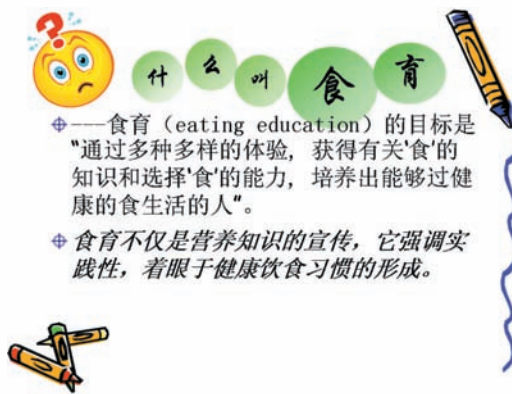 什么叫食育
———食育（eating education）的目标是
“通过多种多样的体验，获得有关‘食’的
知识和选择‘食’的能力，培养出能够过健
康的食生活的人”。
食育不仅是营养知识的宣传，它强调实
践性，着眼于健康饮食习惯的形成。